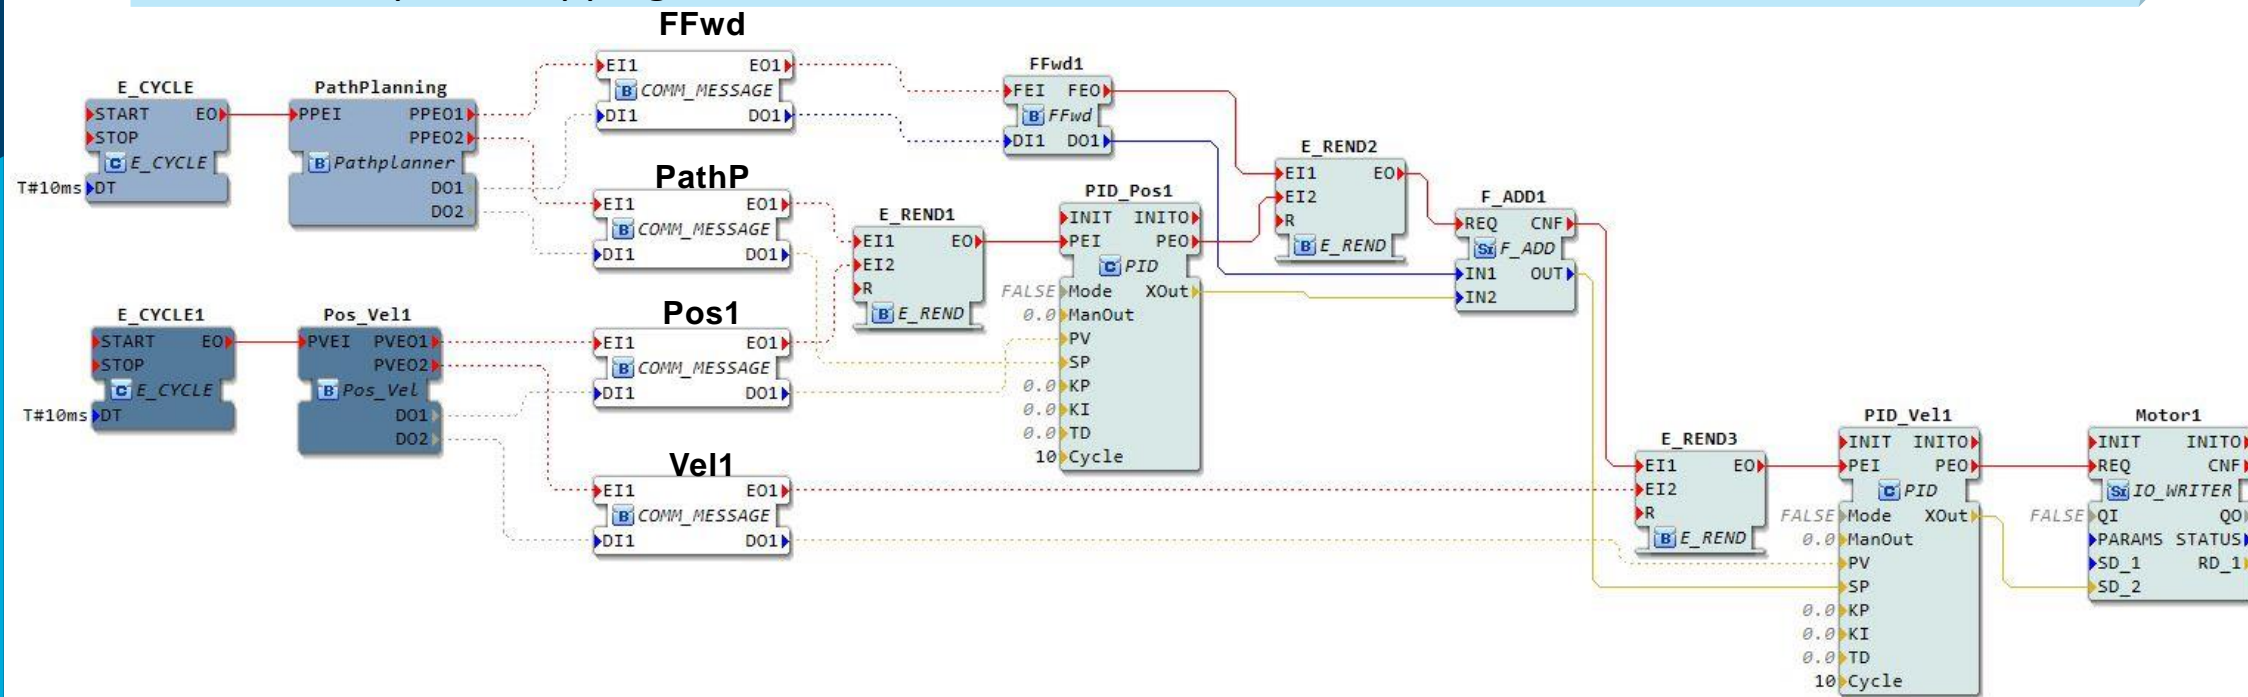 FFwd
E_CYCLE
START EO
STOP
C E_CYCLE
T#10ms DT
PathPlanning
PPEI PPEO1
PPEO2
B Pathplanner
DO1
DO2
EI1 EO1
B COMM_MESSAGE
DI1 DO1
FFwd1
FEI FEO
B FFwd
DI1 DO1
PathP
EI1 EO1
B COMM_MESSAGE
DI1 DO1
E_REND1
EI1 EO
EI2
R
B E_REND
PID_Pos1
INIT INITO
PEI PEO
C PID
FALSE Mode XOut
0.0 ManOut
PV
SP
0.0 KP
0.0 KI
0.0 TD
10 Cycle
E_REND2
EI1 EO
EI2
R
B E_REND
F_ADD1
REQ CNF
SI F_ADD
IN1 OUT
IN2
E_CYCLE1
START EO
STOP
C E_CYCLE
T#10ms DT
Pos_Vel1
PVEI PVEO1
PVEO2
B Pos_Vel
DO1
DO2
Pos1
EI1 EO1
B COMM_MESSAGE
DI1 DO1
Vel1
EI1 EO1
B COMM_MESSAGE
DI1 DO1
E_REND3
EI1 EO
EI2
R
B E_REND
PID_Vel1
INIT INITO
PEI PEO
C PID
FALSE Mode XOut
0.0 ManOut
PV
SP
0.0 KP
0.0 KI
0.0 TD
10 Cycle
Motor1
INIT INITO
REQ CNF
SI IO_WRITER
FALSE QI QO
PARAMS STATUS
SD_1 RD_1
SD_2